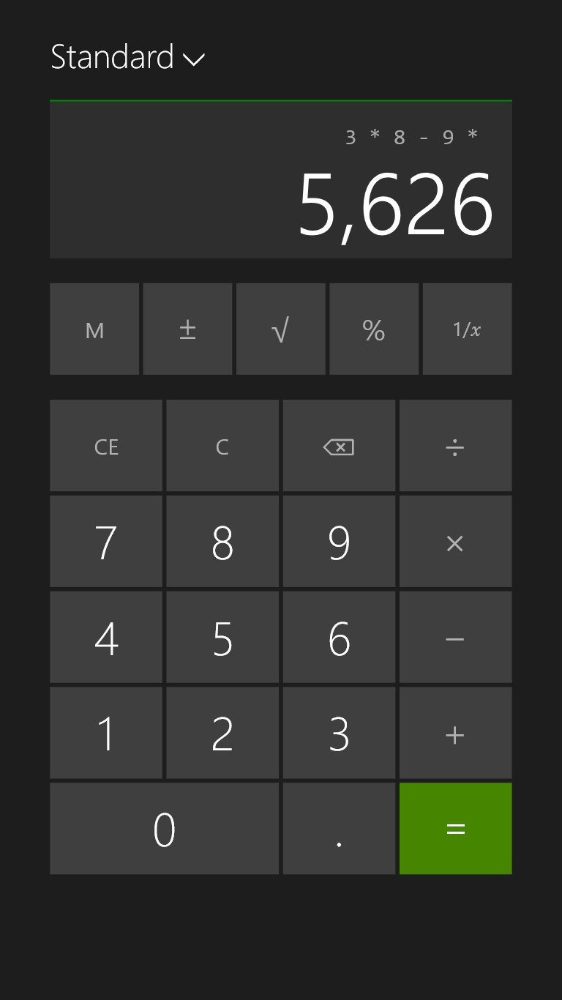 Standard
3 * 8 - 9 *
5,626
M ± √ % 1/x
CE C ÷
7 8 9 ×
4 5 6 −
1 2 3 +
0 . =